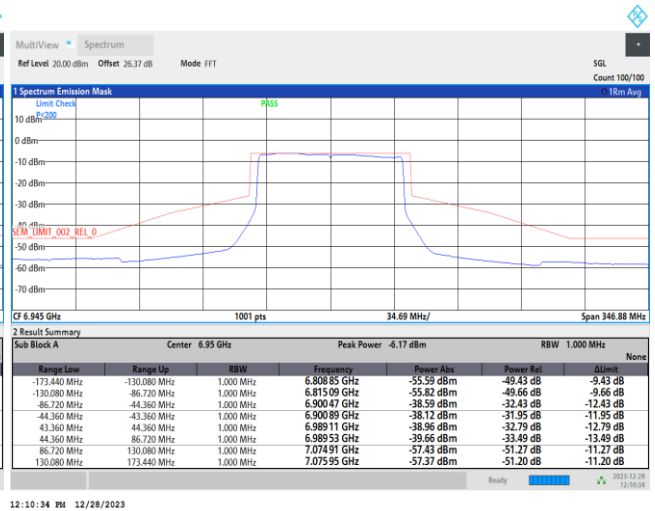 MultiView Spectrum
Ref Level 20.00 dBm Offset 26.37 dB Mode FFT SGL
Count 100/100
1 Spectrum Emission Mask 1Rm Avg
Limit Check PASS
P<200
10 dBm
0 dBm
-10 dBm
-20 dBm
-30 dBm
-40 dBm
SEM_LIMIT_002_REL_0
-50 dBm
-60 dBm
-70 dBm
CF 6.945 GHz 1001 pts 34.69 MHz/ Span 346.88 MHz
2 Result Summary
Sub Block A Center 6.95 GHz Peak Power -6.17 dBm RBW 1.000 MHz
None
Range Low Range Up RBW Frequency Power Abs Power Rel ΔLimit
-173.440 MHz -130.080 MHz 1.000 MHz 6.80885 GHz -55.59 dBm -49.43 dB -9.43 dB
-130.080 MHz -86.720 MHz 1.000 MHz 6.81509 GHz -55.82 dBm -49.66 dB -9.66 dB
-86.720 MHz -44.360 MHz 1.000 MHz 6.90047 GHz -38.59 dBm -32.43 dB -12.43 dB
-44.360 MHz -43.360 MHz 1.000 MHz 6.90089 GHz -38.12 dBm -31.95 dB -11.95 dB
43.360 MHz 44.360 MHz 1.000 MHz 6.98911 GHz -38.96 dBm -32.79 dB -12.79 dB
44.360 MHz 86.720 MHz 1.000 MHz 6.98953 GHz -39.66 dBm -33.49 dB -13.49 dB
86.720 MHz 130.080 MHz 1.000 MHz 7.07491 GHz -57.43 dBm -51.27 dB -11.27 dB
130.080 MHz 173.440 MHz 1.000 MHz 7.07595 GHz -57.37 dBm -51.20 dB -11.20 dB
Ready 2023-12-28
12:10:34
12:10:34 PM 12/28/2023